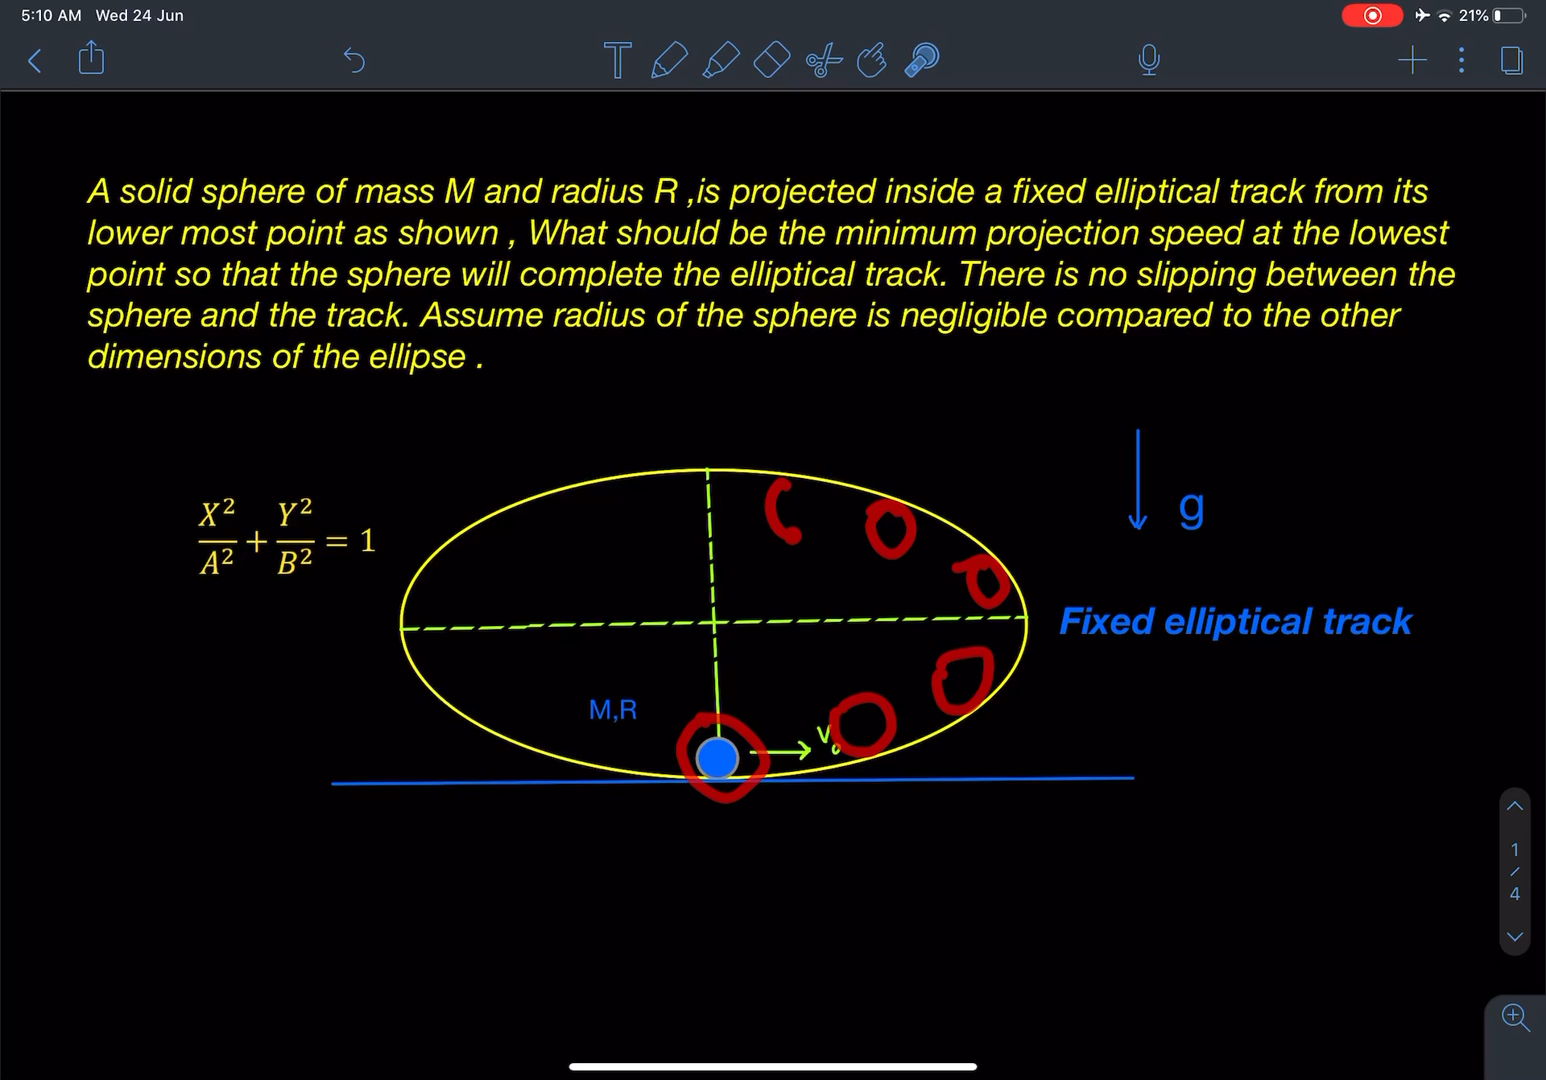 5:10 AM Wed 24 Jun
21%
A solid sphere of mass M and radius R ,is projected inside a fixed elliptical track from its
lower most point as shown , What should be the minimum projection speed at the lowest
point so that the sphere will complete the elliptical track. There is no slipping between the
sphere and the track. Assume radius of the sphere is negligible compared to the other
dimensions of the ellipse .
X²/A² + Y²/B² = 1
g
Fixed elliptical track
M,R
V₀
1
/
4